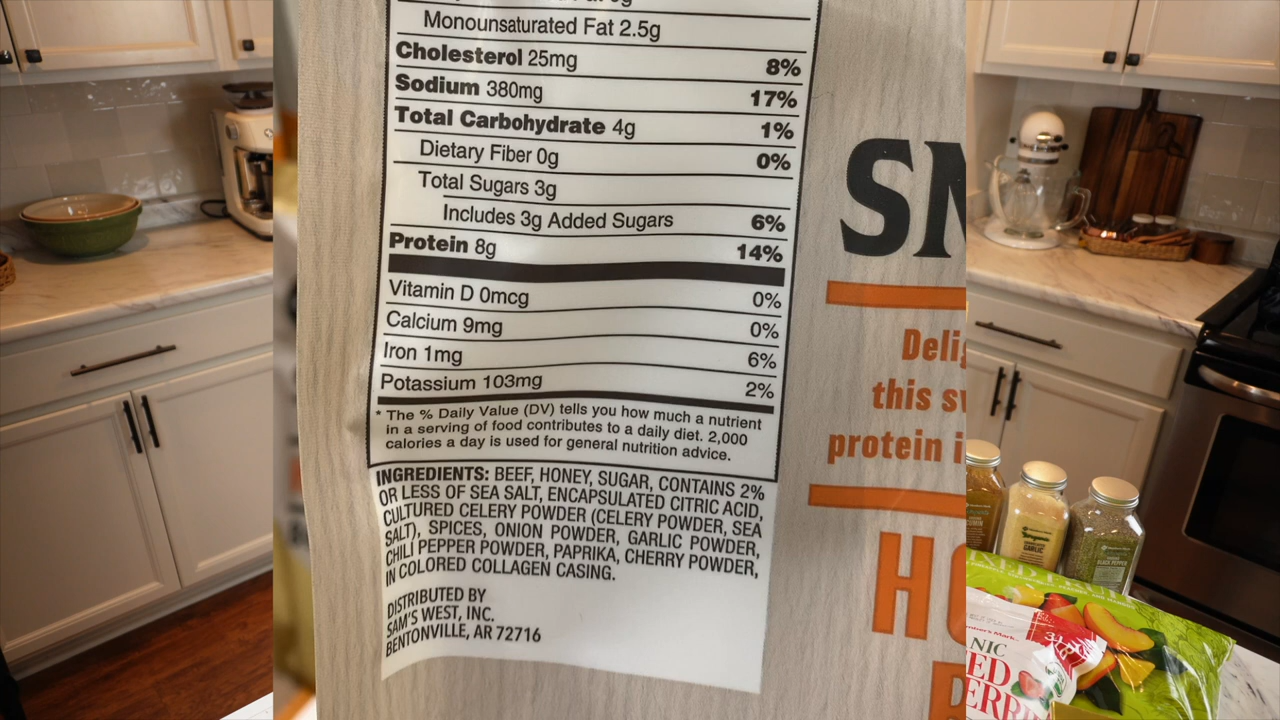 Monounsaturated Fat 2.5g
Cholesterol 25mg 8%
Sodium 380mg 17%
Total Carbohydrate 4g 1%
Dietary Fiber 0g 0%
Total Sugars 3g
Includes 3g Added Sugars 6%
Protein 8g 14%
Vitamin D 0mcg 0%
Calcium 9mg 0%
Iron 1mg 6%
Potassium 103mg 2%
* The % Daily Value (DV) tells you how much a nutrient
in a serving of food contributes to a daily diet. 2,000
calories a day is used for general nutrition advice.
INGREDIENTS: BEEF, HONEY, SUGAR, CONTAINS 2%
OR LESS OF SEA SALT, ENCAPSULATED CITRIC ACID,
CULTURED CELERY POWDER (CELERY POWDER, SEA
SALT), SPICES, ONION POWDER, GARLIC POWDER,
CHILI PEPPER POWDER, PAPRIKA, CHERRY POWDER,
IN COLORED COLLAGEN CASING.
DISTRIBUTED BY
SAM'S WEST, INC.
BENTONVILLE, AR 72716
this
protein
CUMIN
GARLIC
BLACK PEPPER